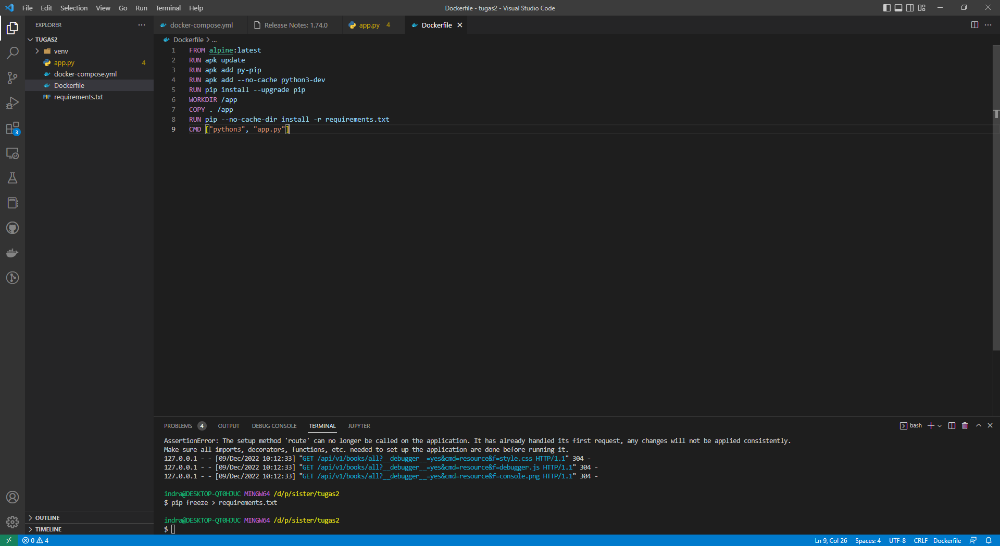 File Edit Selection View Go Run Terminal Help
Dockerfile - tugas2 - Visual Studio Code
EXPLORER
TUGAS2
venv
app.py 4
docker-compose.yml
Dockerfile
requirements.txt
3
OUTLINE
TIMELINE
docker-compose.yml Release Notes: 1.74.0 app.py 4 Dockerfile
Dockerfile > ...
1 FROM alpine:latest
2 RUN apk update
3 RUN apk add py-pip
4 RUN apk add --no-cache python3-dev
5 RUN pip install --upgrade pip
6 WORKDIR /app
7 COPY . /app
8 RUN pip --no-cache-dir install -r requirements.txt
9 CMD ["python3", "app.py"]
PROBLEMS 4 OUTPUT DEBUG CONSOLE TERMINAL JUPYTER
bash
AssertionError: The setup method 'route' can no longer be called on the application. It has already handled its first request, any changes will not be applied consistently.
Make sure all imports, decorators, functions, etc. needed to set up the application are done before running it.
127.0.0.1 - - [09/Dec/2022 10:12:33] "GET /api/v1/books/all?__debugger__=yes&cmd=resource&f=style.css HTTP/1.1" 304 -
127.0.0.1 - - [09/Dec/2022 10:12:33] "GET /api/v1/books/all?__debugger__=yes&cmd=resource&f=debugger.js HTTP/1.1" 304 -
127.0.0.1 - - [09/Dec/2022 10:12:33] "GET /api/v1/books/all?__debugger__=yes&cmd=resource&f=console.png HTTP/1.1" 304 -
indra@DESKTOP-QT0HJUC MINGW64 /d/p/sister/tugas2
$ pip freeze > requirements.txt
indra@DESKTOP-QT0HJUC MINGW64 /d/p/sister/tugas2
$
0 4
Ln 9, Col 26 Spaces: 4 UTF-8 CRLF Dockerfile